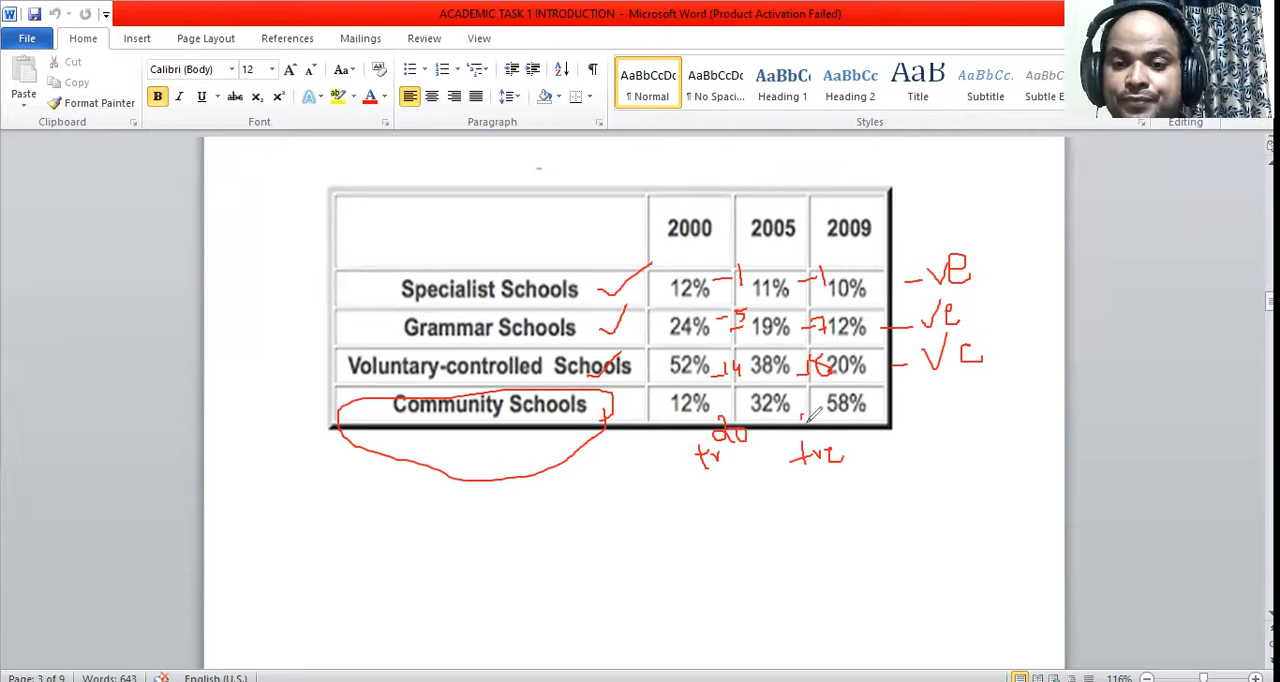 ACADEMIC TASK 1 INTRODUCTION - Microsoft Word (Product Activation Failed)
File Home Insert Page Layout References Mailings Review View
Cut
Copy
Paste
Format Painter
Calibri (Body) 12
AaBbCcDc AaBbCcDc AaBbC AaBbCc AaB AaBbCc. AaBbCc
¶ Normal ¶ No Spaci... Heading 1 Heading 2 Title Subtitle Subtle E
Clipboard Font Paragraph Styles Editing
2000 2005 2009
Specialist Schools 12% -1 11% -1 10% -ve
Grammar Schools 24% -5 19% -7 12% -ve
Voluntary-controlled Schools 52% -14 38% 20%
Community Schools 12% 32% 58%
20
+ve
Page: 3 of 9 Words: 643 English (U.S.) 116%